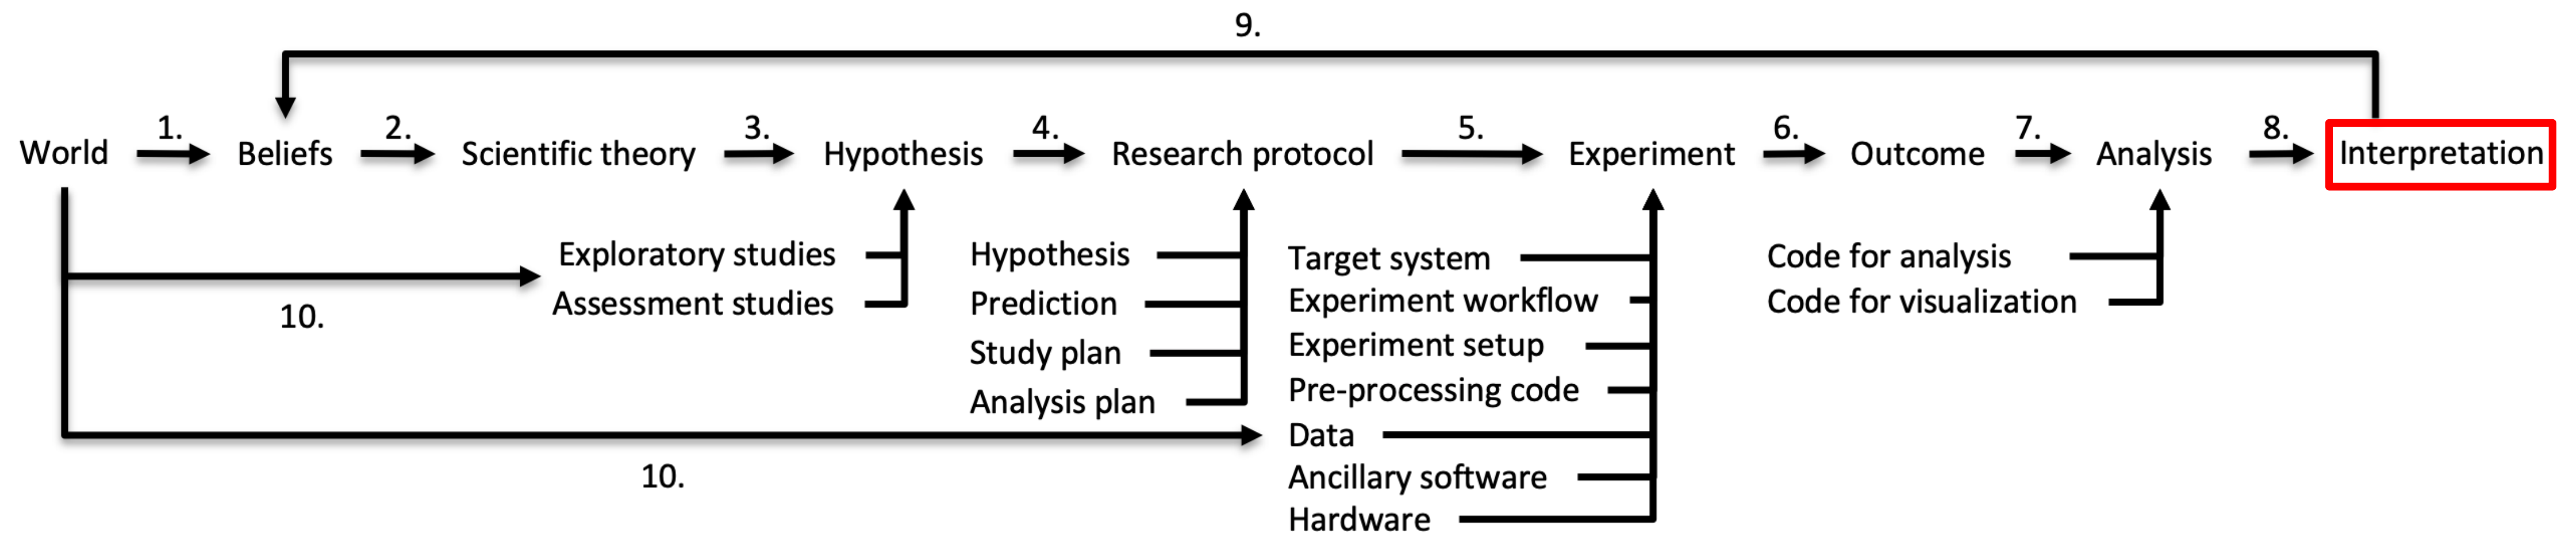 9.
1. 2. 3. 4. 5. 6. 7. 8.
World Beliefs Scientific theory Hypothesis Research protocol Experiment Outcome Analysis Interpretation
Exploratory studies
Assessment studies
10.
Hypothesis
Prediction
Study plan
Analysis plan
10.
Target system
Experiment workflow
Experiment setup
Pre-processing code
Data
Ancillary software
Hardware
Code for analysis
Code for visualization